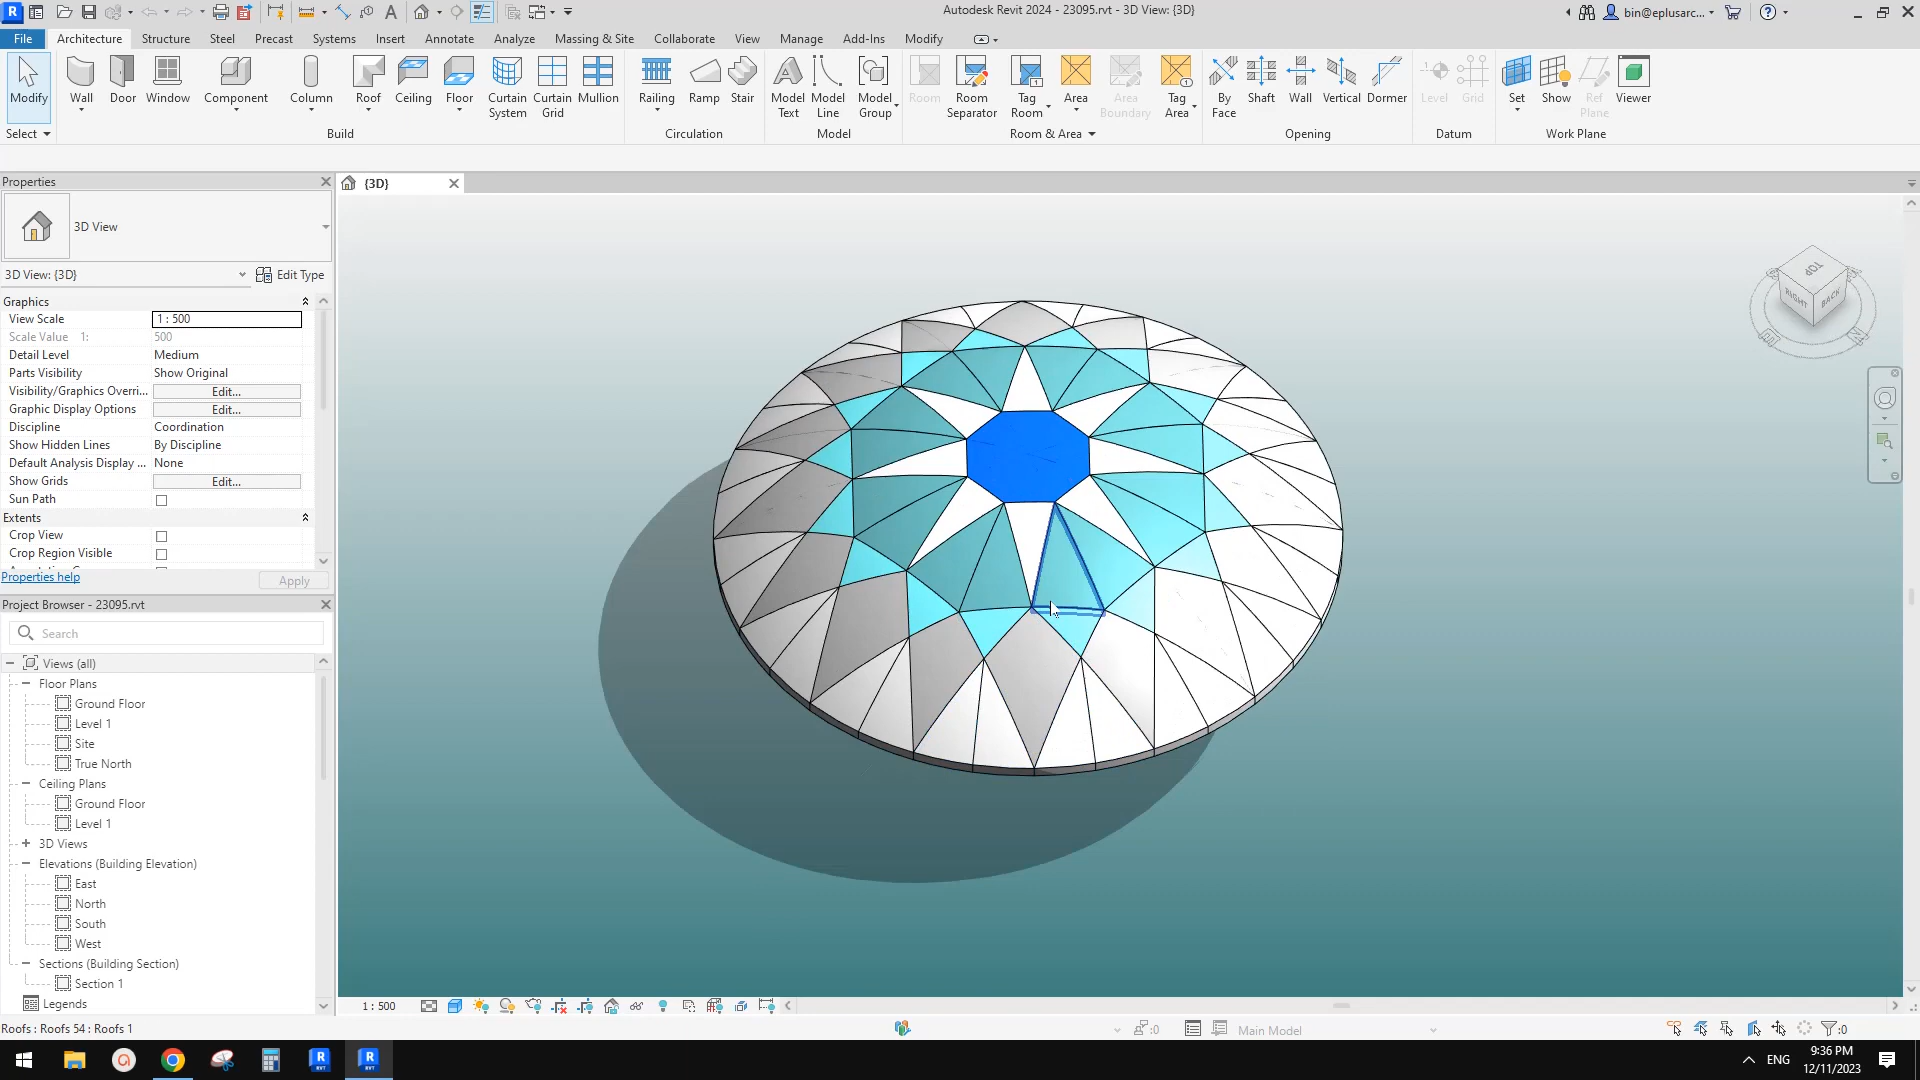 Autodesk Revit 2024 - 23095.rvt - 3D View: {3D}
bin@eplusarc...
File Architecture Structure Steel Precast Systems Insert Annotate Analyze Massing & Site Collaborate View Manage Add-Ins Modify
Modify Wall Door Window Component Column Roof Ceiling Floor Curtain System Curtain Grid Mullion Railing Ramp Stair Model Text Model Line Model Group Room Room Separator Tag Room Area Area Boundary Tag Area By Face Shaft Wall Vertical Dormer Level Grid Set Show Ref Plane Viewer
Select Build Circulation Model Room & Area Opening Datum Work Plane
Properties
{3D}
3D View
3D View: {3D}
Edit Type
Graphics
View Scale 1 : 500
Scale Value 1: 500
Detail Level Medium
Parts Visibility Show Original
Visibility/Graphics Overri... Edit...
Graphic Display Options Edit...
Discipline Coordination
Show Hidden Lines By Discipline
Default Analysis Display ... None
Show Grids Edit...
Sun Path
Extents
Crop View
Crop Region Visible
Properties help Apply
Project Browser - 23095.rvt
Search
Views (all)
Floor Plans
Ground Floor
Level 1
Site
True North
Ceiling Plans
Ground Floor
Level 1
3D Views
Elevations (Building Elevation)
East
North
South
West
Sections (Building Section)
Section 1
Legends
TOP
RIGHT
BACK
1 : 500
Roofs : Roofs 54 : Roofs 1
:0
Main Model
:0
ENG
9:36 PM
12/11/2023